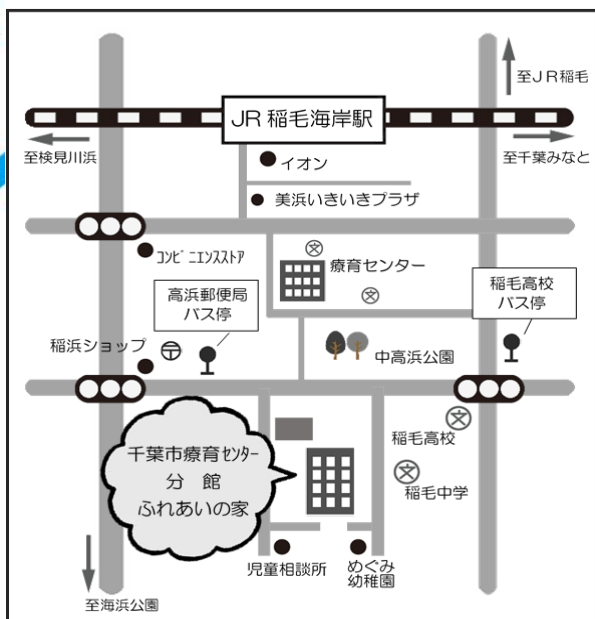 至JR稲毛
JR 稲毛海岸駅
至検見川浜
至千葉みなと
イオン
美浜いきいきプラザ
コンビニエンスストア
療育センター
高浜郵便局
バス停
稲毛高校
バス停
稲浜ショップ
中高浜公園
千葉市療育センター
分 館
ふれあいの家
稲毛高校
稲毛中学
児童相談所
めぐみ
幼稚園
至海浜公園